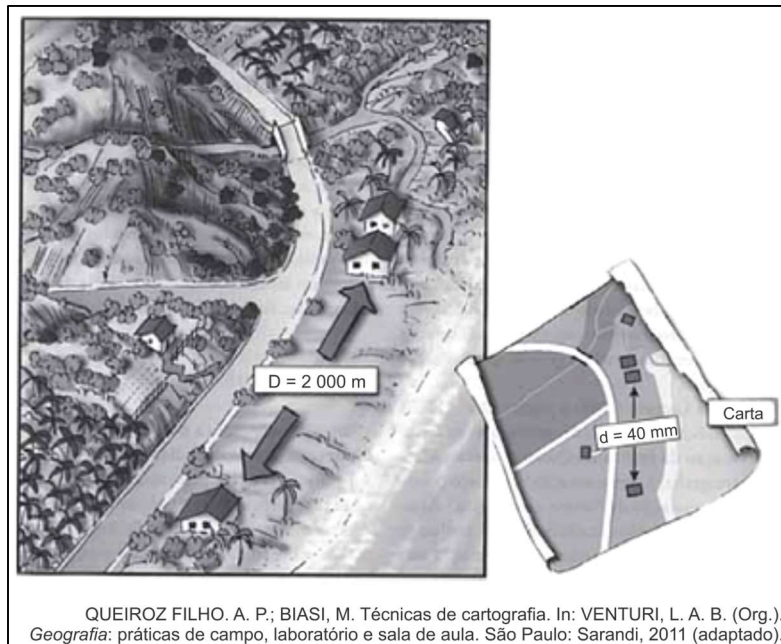 D = 2 000 m
Carta
d = 40 mm
QUEIROZ FILHO. A. P.; BIASI, M. Técnicas de cartografia. In: VENTURI, L. A. B. (Org.).
Geografia: práticas de campo, laboratório e sala de aula. São Paulo: Sarandi, 2011 (adaptado).